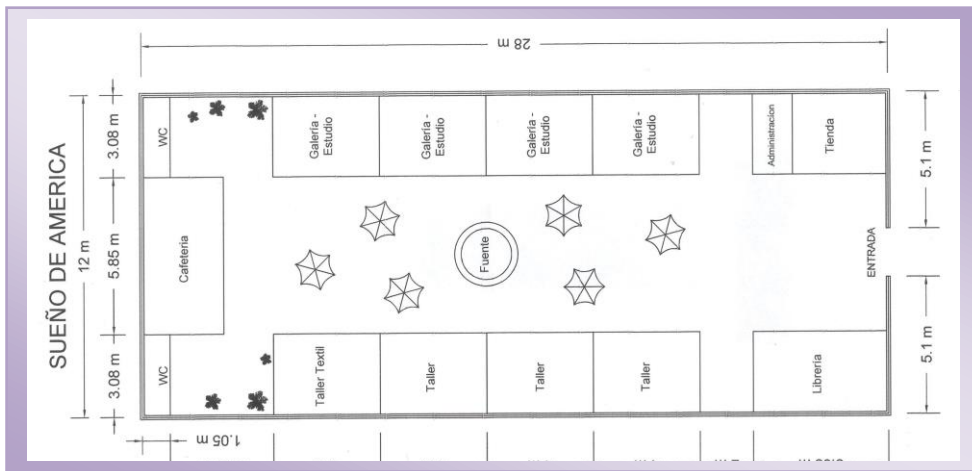 SUEÑO DE AMERICA
28 m
12 m
3.08 m
5.85 m
3.08 m
WC
Galería -
Estudio
Galería -
Estudio
Galería -
Estudio
Galería -
Estudio
Administracion
Tienda
5.1 m
Cafeteria
Fuente
ENTRADA
WC
Taller Textil
Taller
Taller
Taller
Libreria
5.1 m
1.05 m